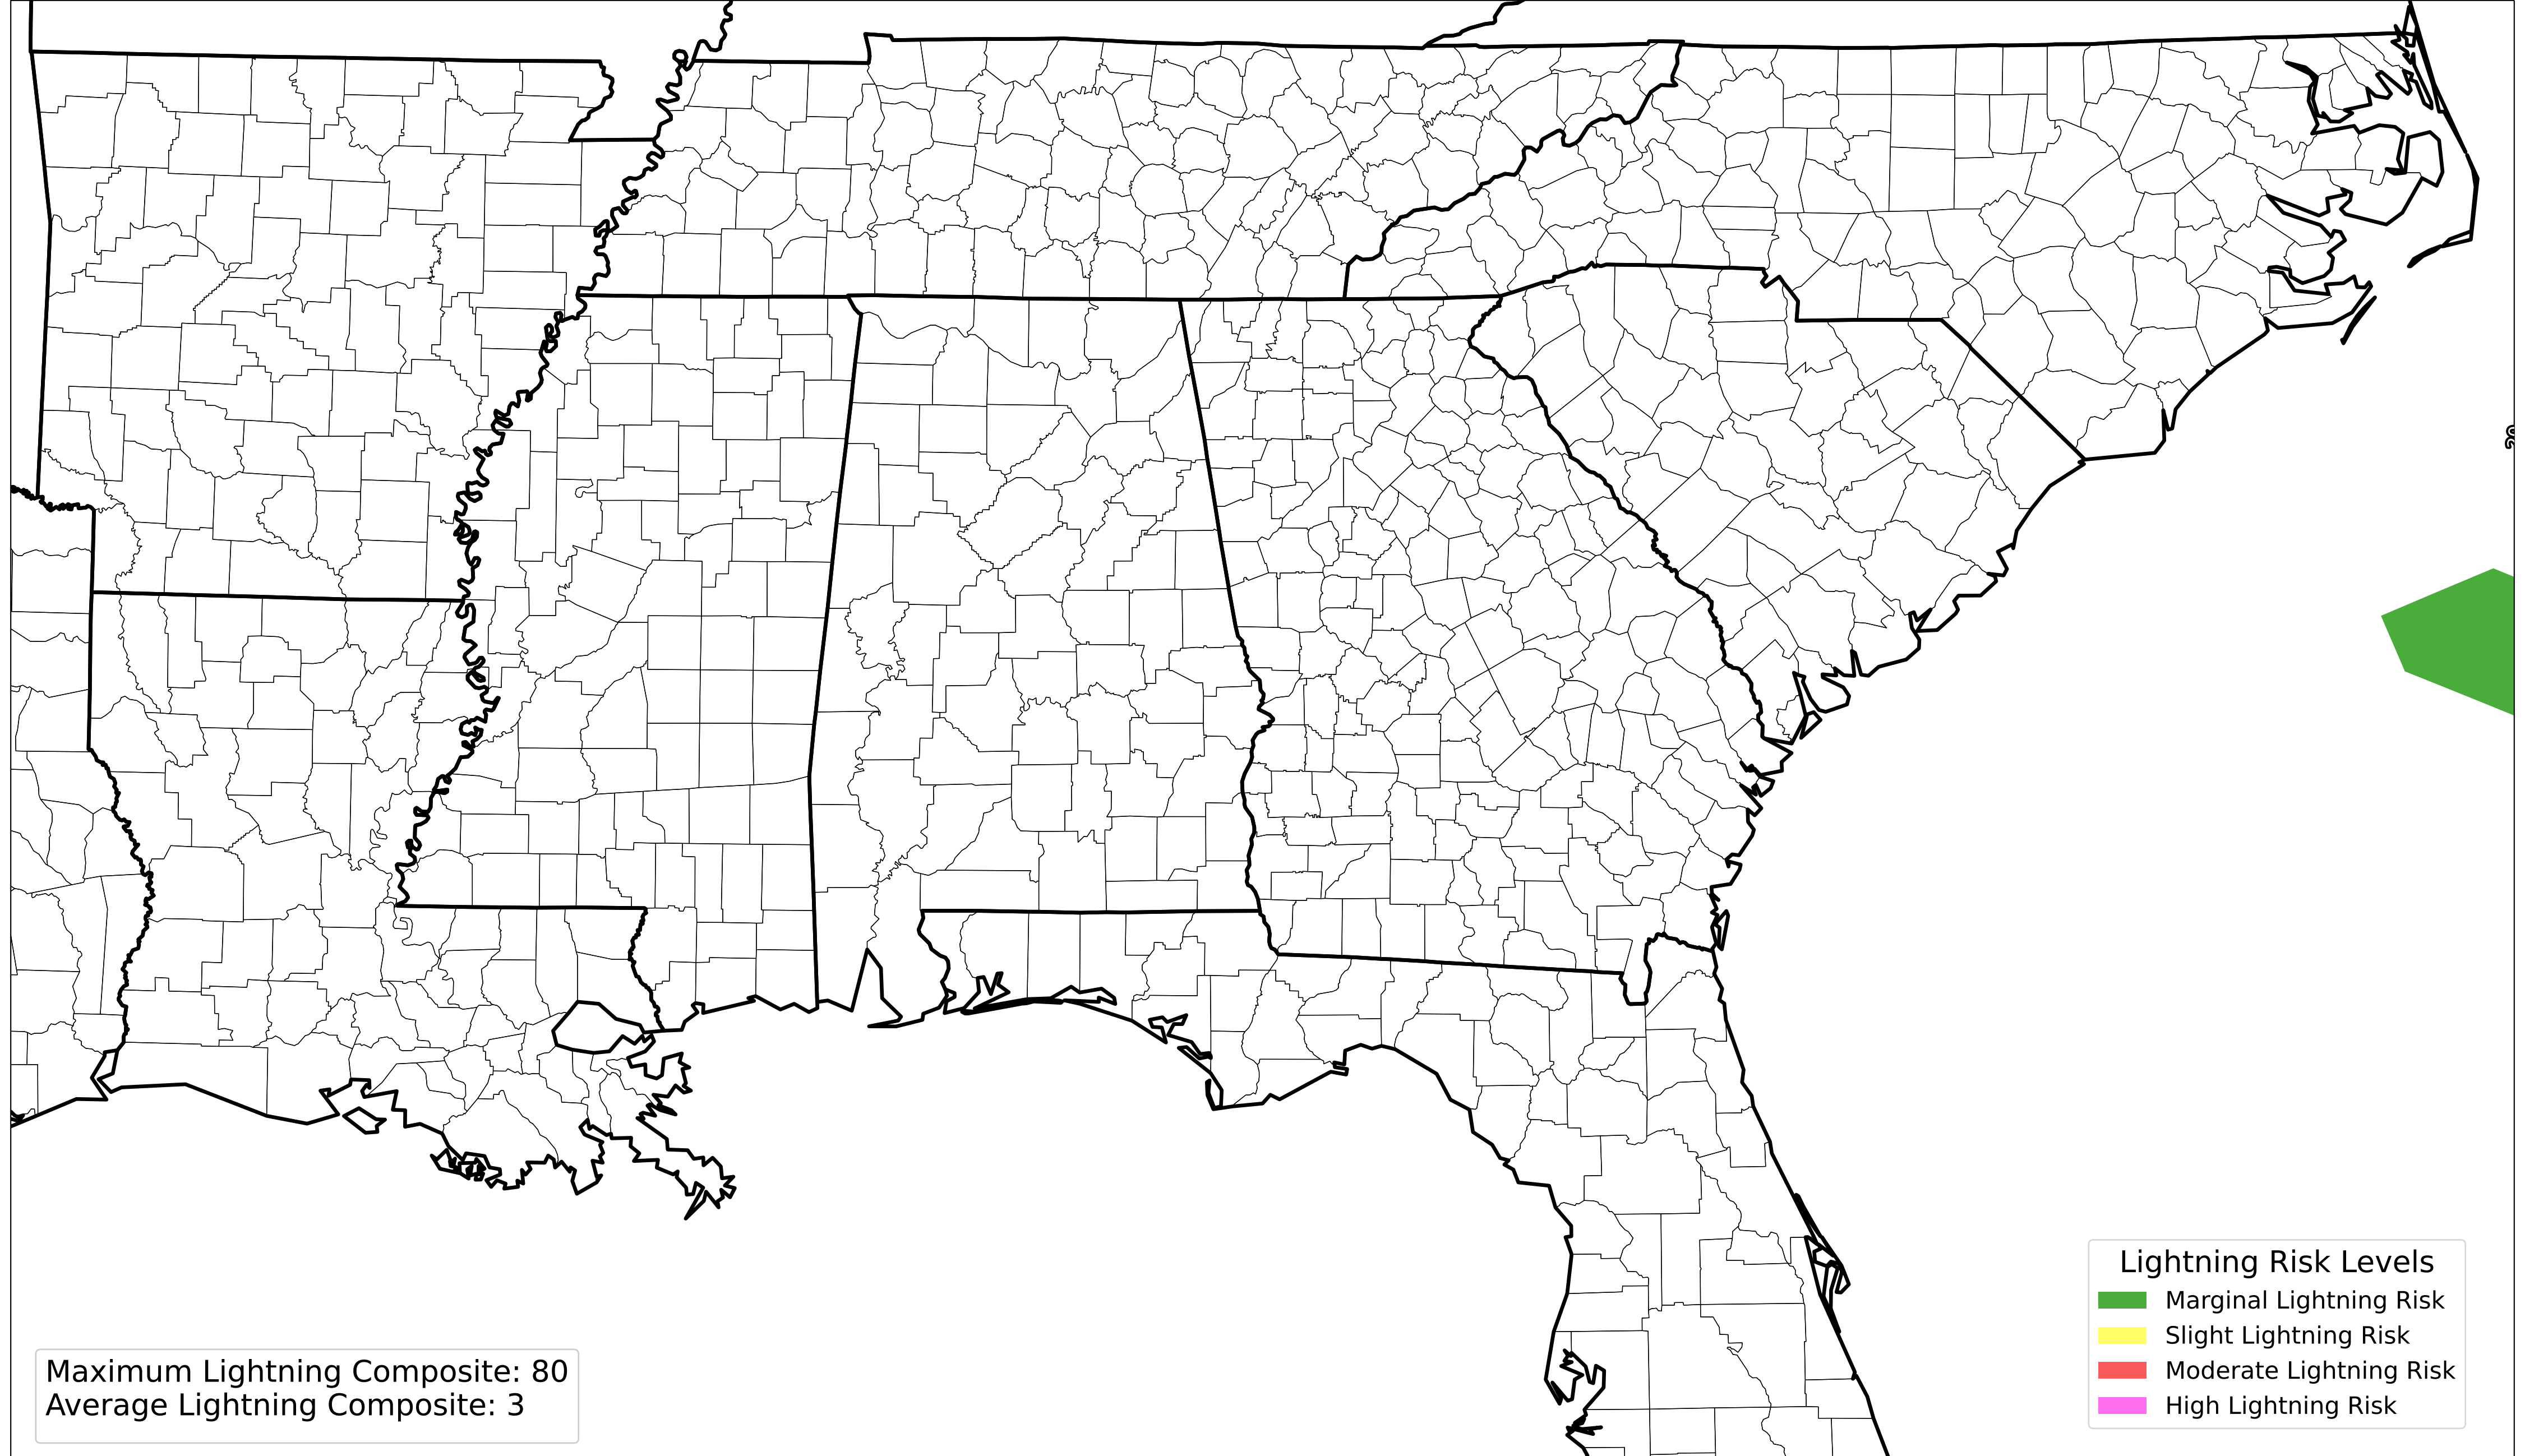 20
Maximum Lightning Composite: 80
Average Lightning Composite: 3
Lightning Risk Levels
Marginal Lightning Risk
Slight Lightning Risk
Moderate Lightning Risk
High Lightning Risk